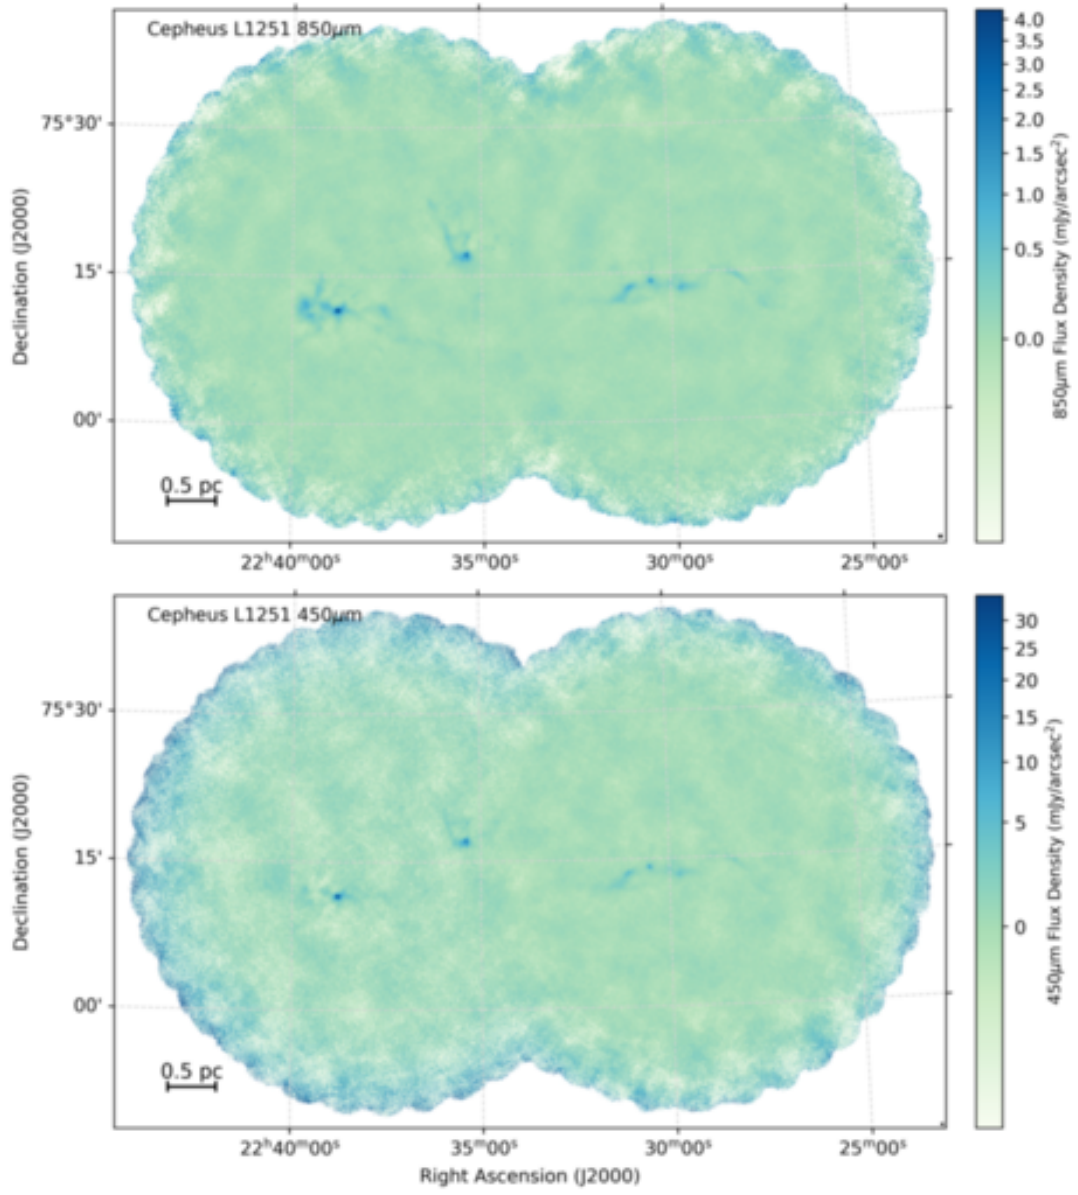 Cepheus L1251 850μm
75°30'
15'
00'
Declination (J2000)
0.5 pc
22ʰ40ᵐ00ˢ
35ᵐ00ˢ
30ᵐ00ˢ
25ᵐ00ˢ
4.0
3.5
3.0
2.5
2.0
1.5
1.0
0.5
0.0
850μm Flux Density (mJy/arcsec²)
Cepheus L1251 450μm
75°30'
15'
00'
Declination (J2000)
0.5 pc
22ʰ40ᵐ00ˢ
35ᵐ00ˢ
30ᵐ00ˢ
25ᵐ00ˢ
Right Ascension (J2000)
30
25
20
15
10
5
0
450μm Flux Density (mJy/arcsec²)